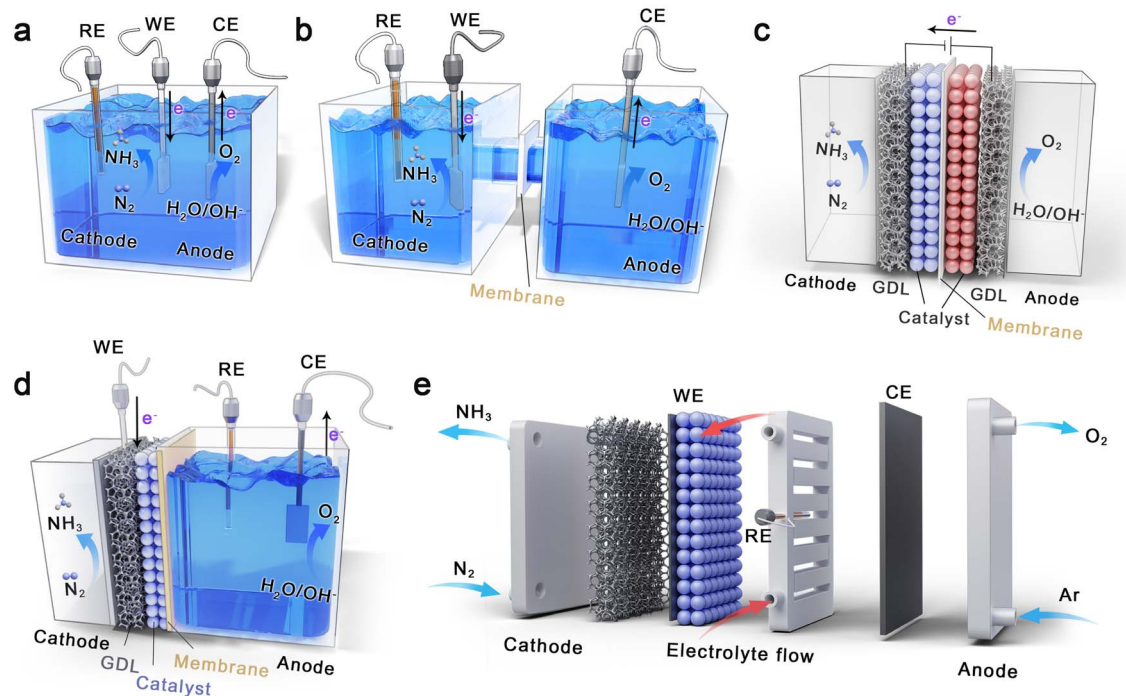 a
RE
WE
CE
e⁻
e⁻
NH₃
O₂
N₂
H₂O/OH⁻
Cathode
Anode
b
RE
WE
CE
e⁻
e⁻
NH₃
O₂
N₂
H₂O/OH⁻
Cathode
Anode
Membrane
c
e⁻
NH₃
O₂
N₂
H₂O/OH⁻
Cathode
GDL
GDL
Anode
Catalyst
Membrane
d
WE
RE
CE
e⁻
e⁻
NH₃
O₂
N₂
H₂O/OH⁻
Cathode
GDL
Membrane
Anode
Catalyst
e
NH₃
WE
CE
O₂
RE
N₂
Ar
Cathode
Electrolyte flow
Anode